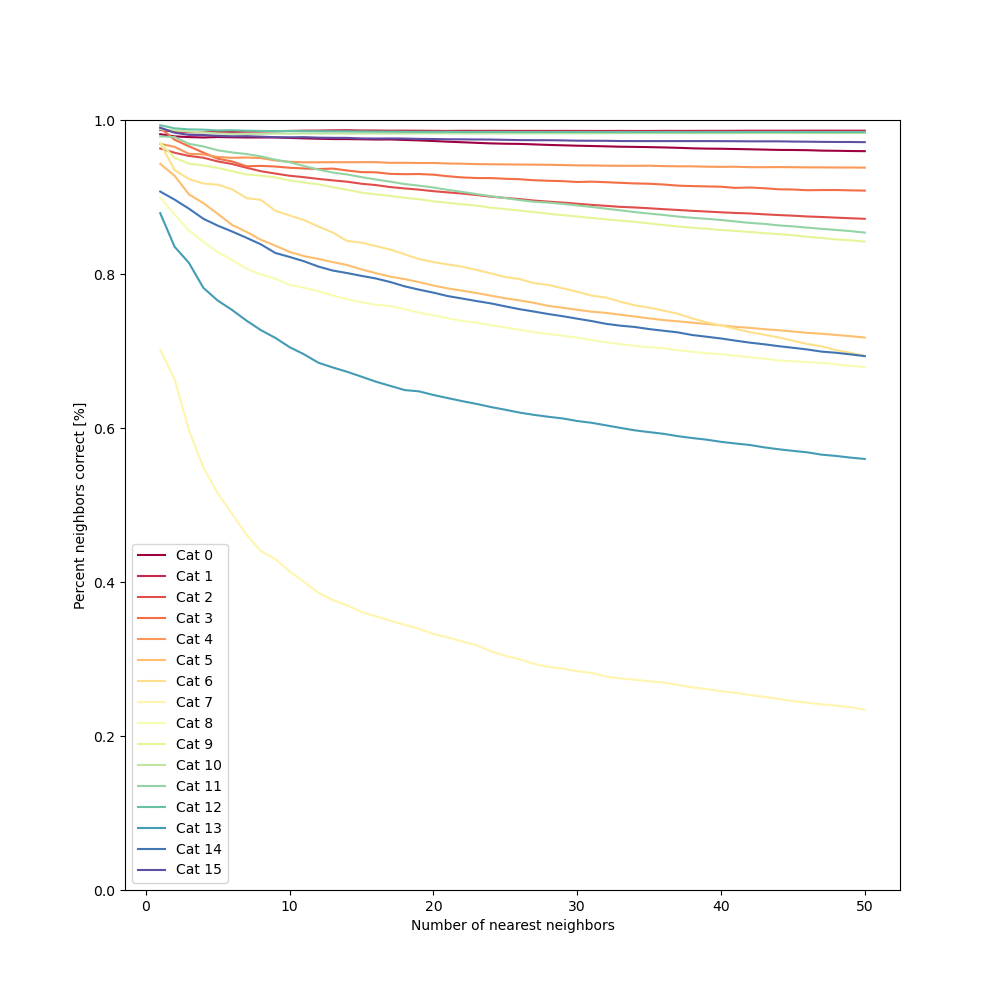 1.0
0.8
0.6
0.4
0.2
0.0
Percent neighbors correct [%]
Cat 0
Cat 1
Cat 2
Cat 3
Cat 4
Cat 5
Cat 6
Cat 7
Cat 8
Cat 9
Cat 10
Cat 11
Cat 12
Cat 13
Cat 14
Cat 15
0 10 20 30 40 50
Number of nearest neighbors